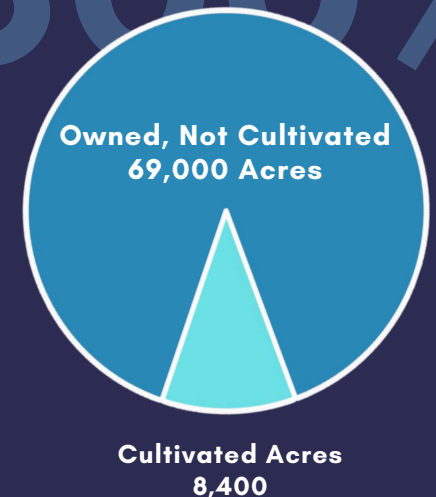 Owned, Not Cultivated
69,000 Acres
Cultivated Acres
8,400